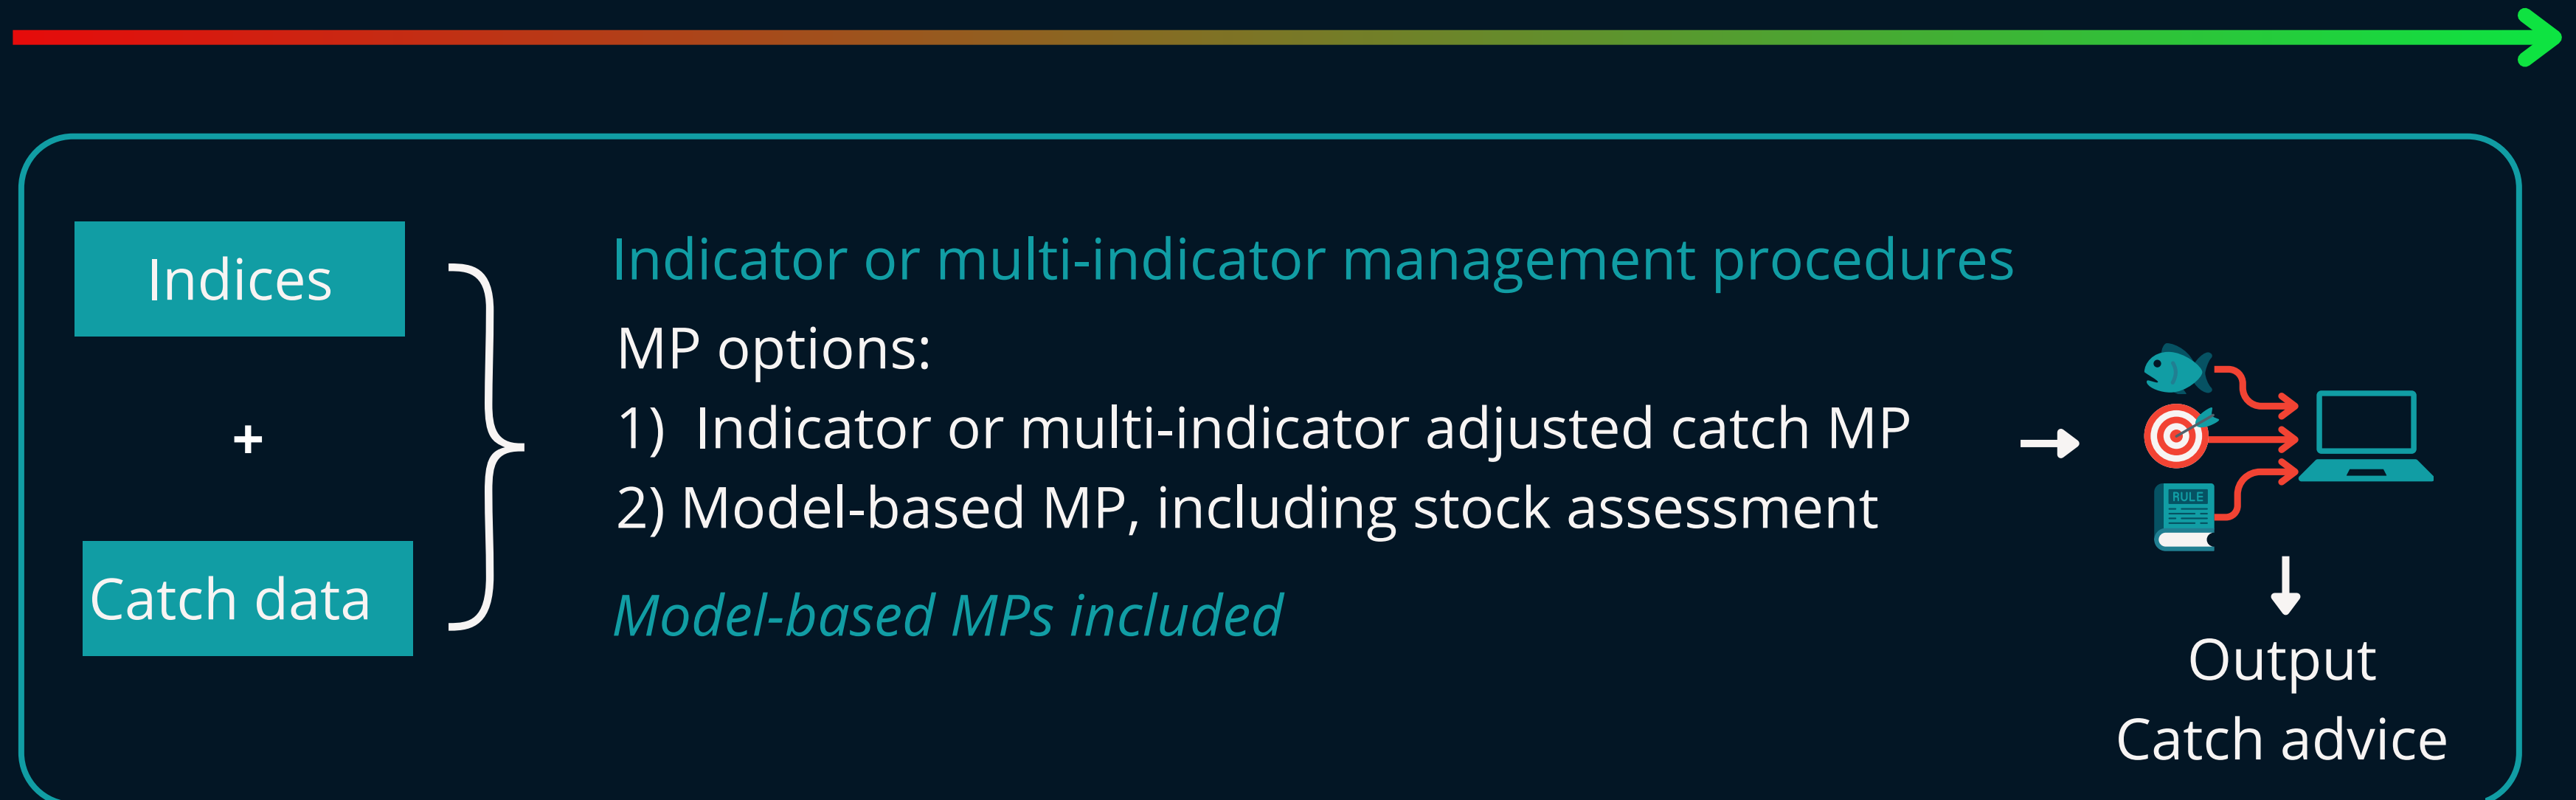 Indices
+
Catch data
Indicator or multi-indicator management procedures
MP options:
1) Indicator or multi-indicator adjusted catch MP
2) Model-based MP, including stock assessment
Model-based MPs included
RULE
Output
Catch advice